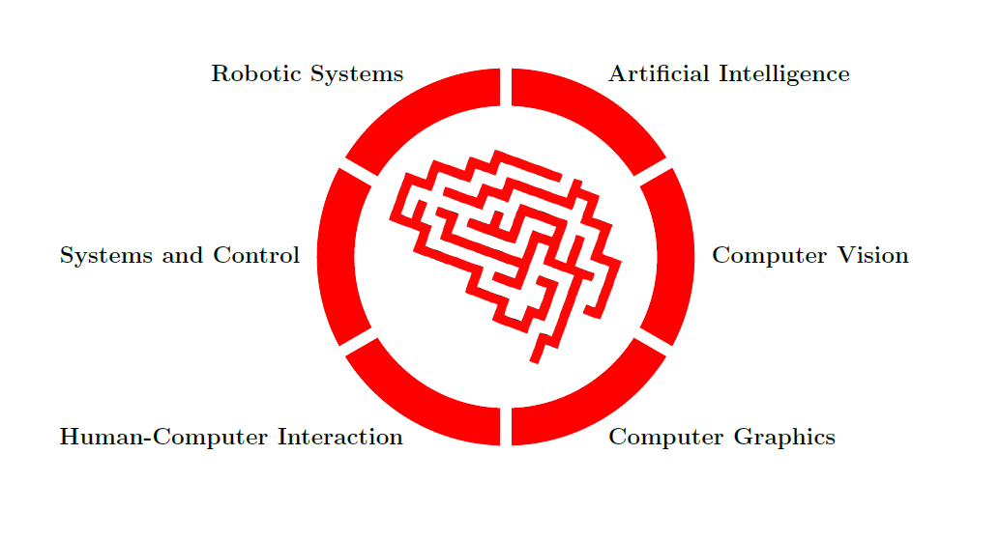 Robotic Systems
Artificial Intelligence
Systems and Control
Computer Vision
Human-Computer Interaction
Computer Graphics